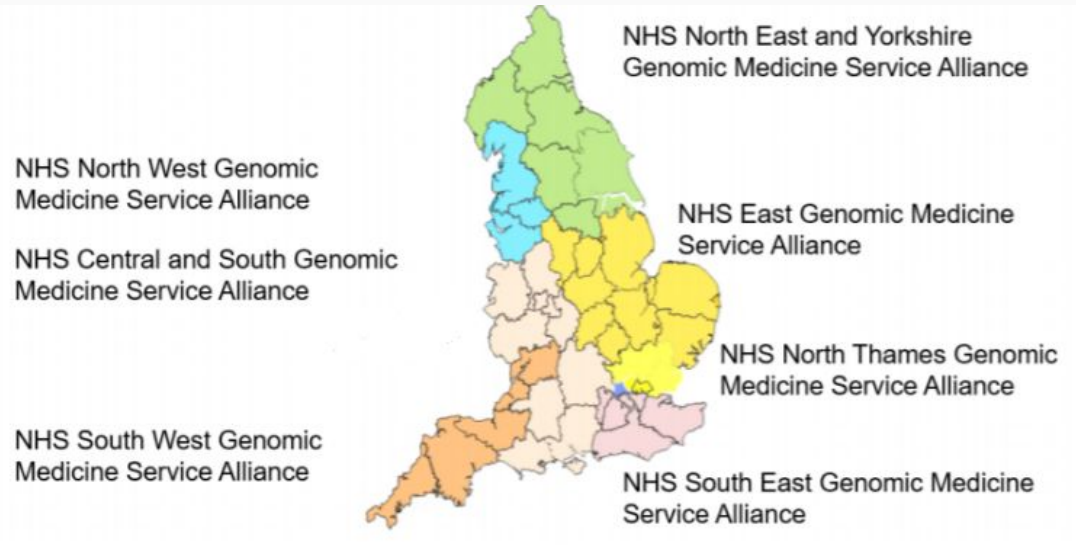 NHS North East and Yorkshire
Genomic Medicine Service Alliance
NHS North West Genomic
Medicine Service Alliance
NHS East Genomic Medicine
Service Alliance
NHS Central and South Genomic
Medicine Service Alliance
NHS North Thames Genomic
Medicine Service Alliance
NHS South West Genomic
Medicine Service Alliance
NHS South East Genomic Medicine
Service Alliance